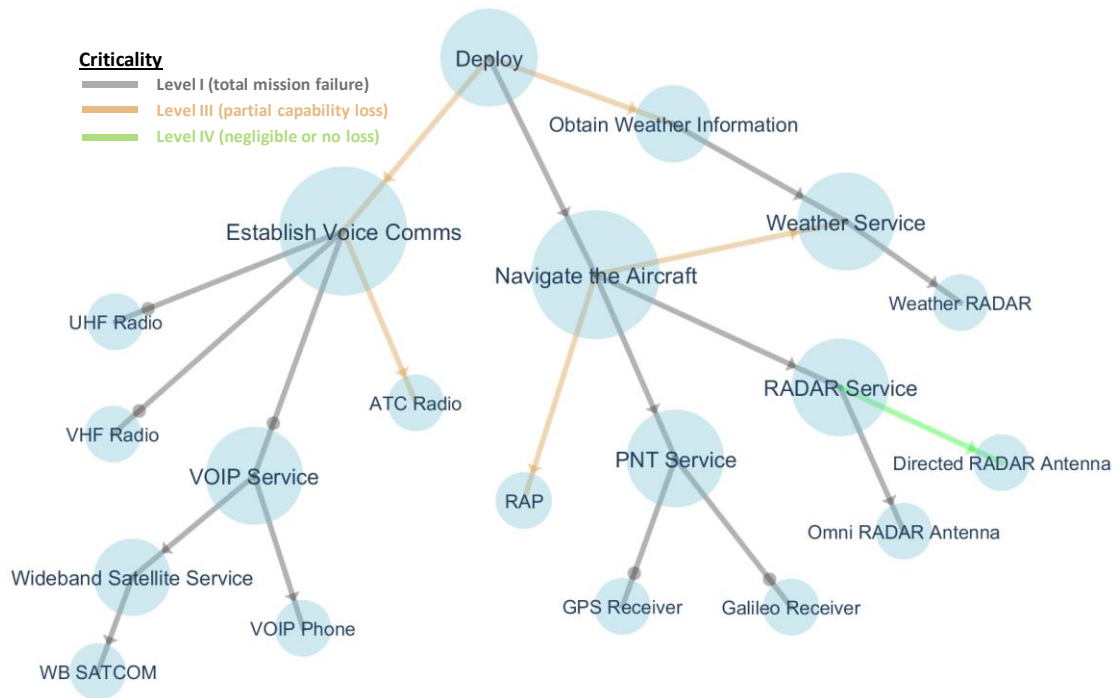 Deploy
Criticality
Level I (total mission failure)
Level III (partial capability loss)
Level IV (negligible or no loss)
Obtain Weather Information
Establish Voice Comms
Weather Service
Navigate the Aircraft
Weather RADAR
UHF Radio
RADAR Service
ATC Radio
VHF Radio
PNT Service
Directed RADAR Antenna
VOIP Service
RAP
Omni RADAR Antenna
Wideband Satellite Service
GPS Receiver
Galileo Receiver
VOIP Phone
WB SATCOM